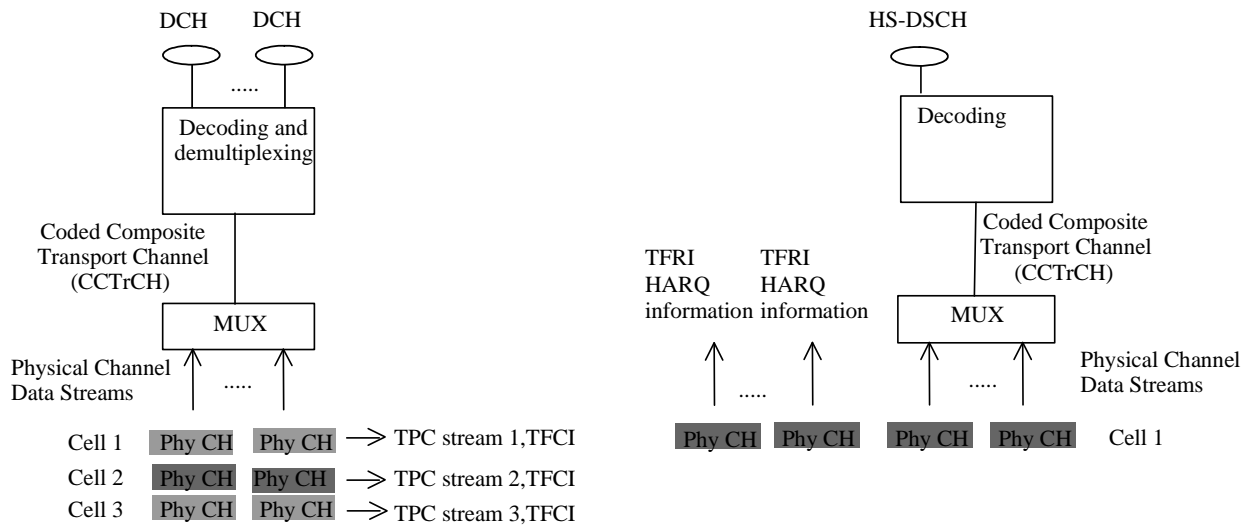 DCH DCH
.....
Decoding and
demultiplexing
Coded Composite
Transport Channel
(CCTrCH)
MUX
Physical Channel
Data Streams
.....
Cell 1 Phy CH Phy CH TPC stream 1,TFCI
Cell 2 Phy CH Phy CH TPC stream 2,TFCI
Cell 3 Phy CH Phy CH TPC stream 3,TFCI
HS-DSCH
Decoding
Coded Composite
Transport Channel
(CCTrCH)
TFRI
HARQ
information
TFRI
HARQ
information
MUX
Physical Channel
Data Streams
.....
.....
Phy CH Phy CH Phy CH Phy CH Cell 1